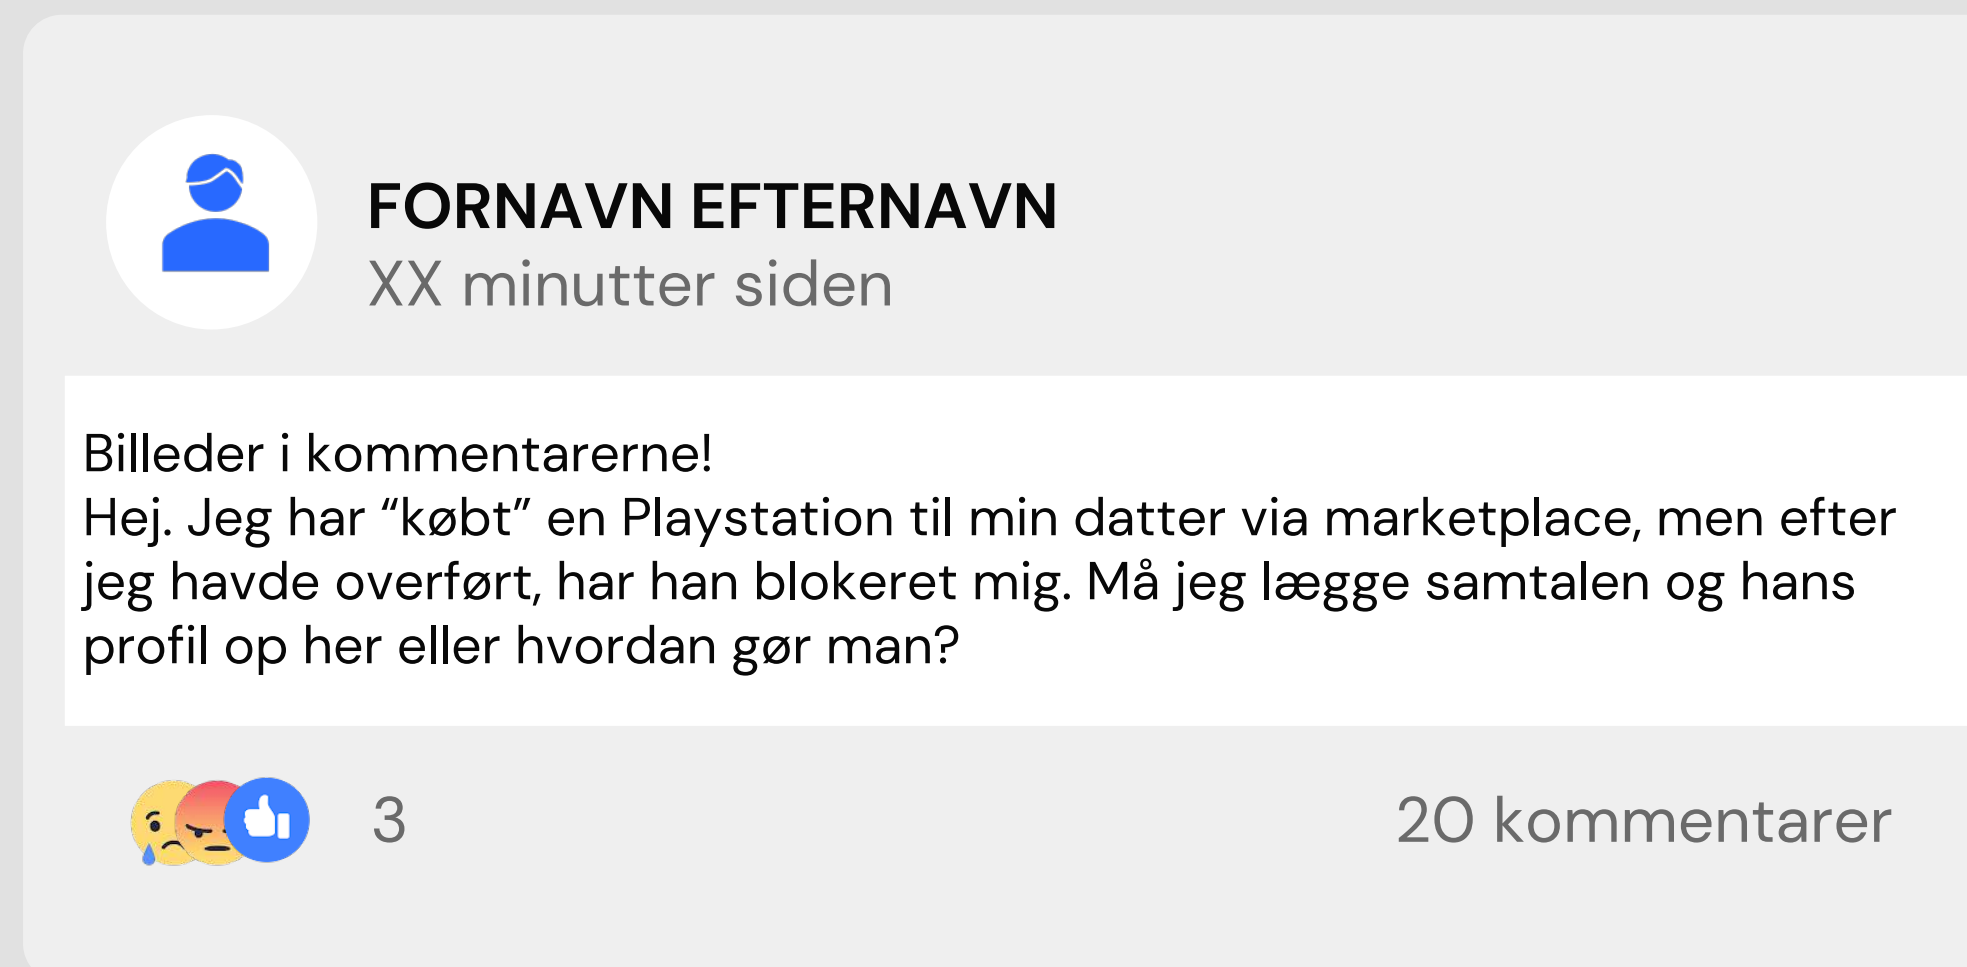 FORNAVN EFTERNAVN
XX minutter siden
Billeder i kommentarerne!
Hej. Jeg har “købt” en Playstation til min datter via marketplace, men efter
jeg havde overført, har han blokeret mig. Må jeg lægge samtalen og hans
profil op her eller hvordan gør man?
3
20 kommentarer